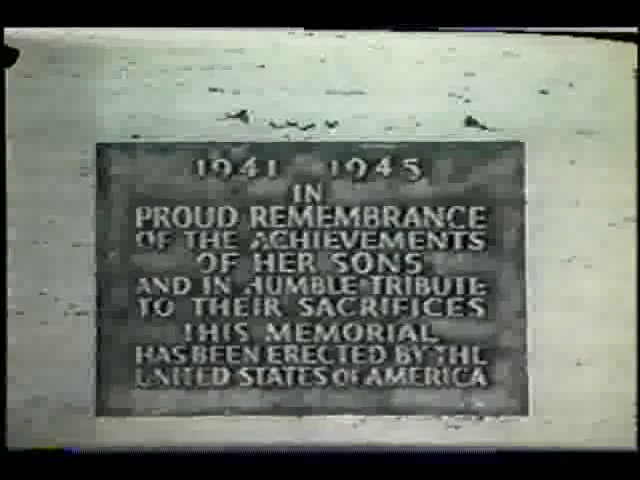 1941 1945
IN
PROUD REMEMBRANCE
OF THE ACHIEVEMENTS
OF HER SONS
AND IN HUMBLE TRIBUTE
TO THEIR SACRIFICES
THIS MEMORIAL
HAS BEEN ERECTED BY THE
UNITED STATES OF AMERICA